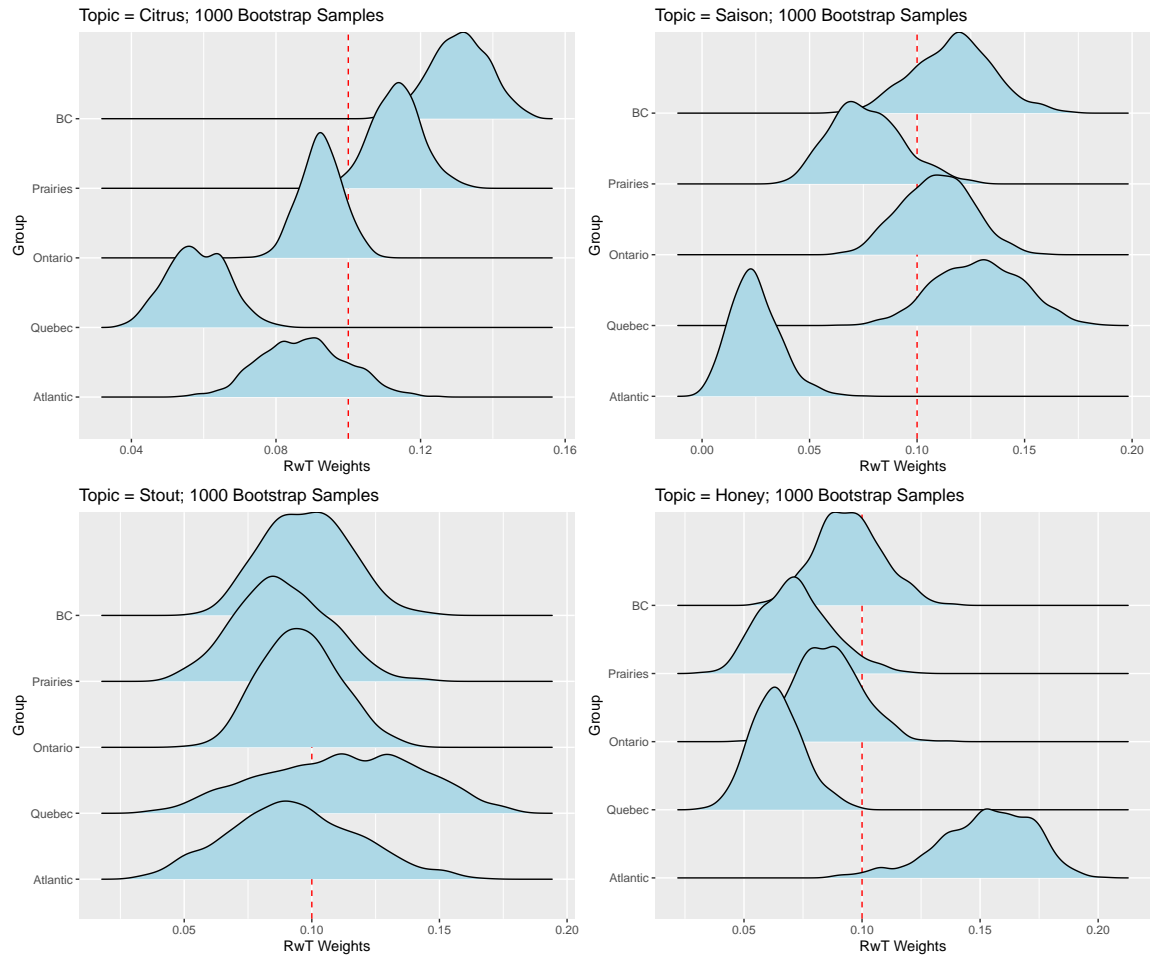 Topic = Citrus; 1000 Bootstrap Samples
Group
BC
Prairies
Ontario
Quebec
Atlantic
0.04 0.08 0.12 0.16
RwT Weights
Topic = Saison; 1000 Bootstrap Samples
Group
BC
Prairies
Ontario
Quebec
Atlantic
0.00 0.05 0.10 0.15 0.20
RwT Weights
Topic = Stout; 1000 Bootstrap Samples
Group
BC
Prairies
Ontario
Quebec
Atlantic
0.05 0.10 0.15 0.20
RwT Weights
Topic = Honey; 1000 Bootstrap Samples
Group
BC
Prairies
Ontario
Quebec
Atlantic
0.05 0.10 0.15 0.20
RwT Weights